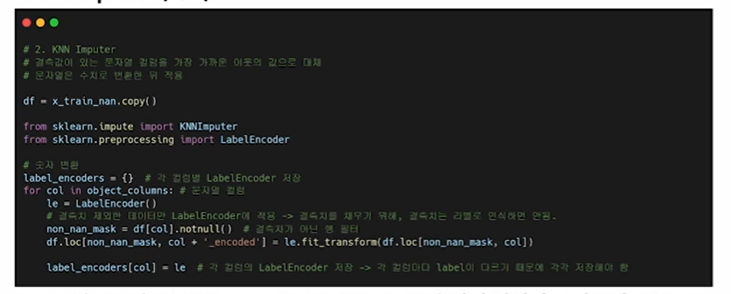 # 2. KNN Imputer
# 결측값이 있는 문자열 컬럼을 가장 가까운 이웃의 값으로 대체
# 문자열은 수치로 변환한 뒤 적용
df = x_train_nan.copy()
from sklearn.impute import KNNImputer
from sklearn.preprocessing import LabelEncoder
# 숫자 변환
label_encoders = {}  # 각 컬럼별 LabelEncoder 저장
for col in object_columns: # 문자열 컬럼
    le = LabelEncoder()
    # 결측치 제외한 데이터만 LabelEncoder에 적용 -> 결측치를 채우기 위해, 결측치는 라벨로 인식하면 안됨.
    non_nan_mask = df[col].notnull()  # 결측치가 아닌 행 필터
    df.loc[non_nan_mask, col + '_encoded'] = le.fit_transform(df.loc[non_nan_mask, col])
    label_encoders[col] = le  # 각 컬럼의 LabelEncoder 저장 -> 각 컬럼마다 label이 다르기 때문에 각각 저장해야 함